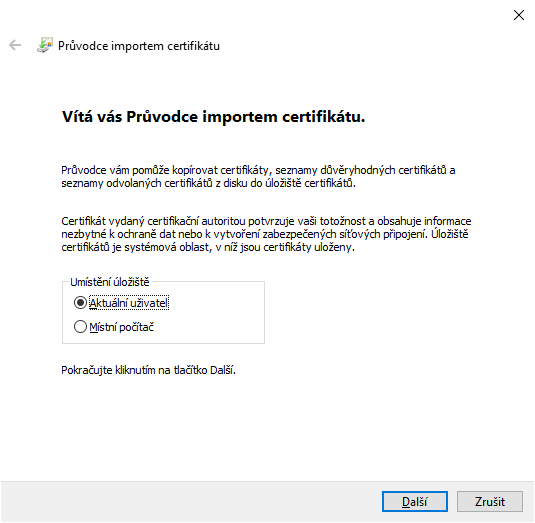 Průvodce importem certifikátu
Vítá vás Průvodce importem certifikátu.
Průvodce vám pomůže kopírovat certifikáty, seznamy důvěryhodných certifikátů a
seznamy odvolaných certifikátů z disku do úložiště certifikátů.
Certifikát vydaný certifikační autoritou potvrzuje vaši totožnost a obsahuje informace
nezbytné k ochraně dat nebo k vytvoření zabezpečených síťových připojení. Úložiště
certifikátů je systémová oblast, v níž jsou certifikáty uloženy.
Umístění úložiště
Aktuální uživatel
Místní počítač
Pokračujte kliknutím na tlačítko Další.
Další
Zrušit